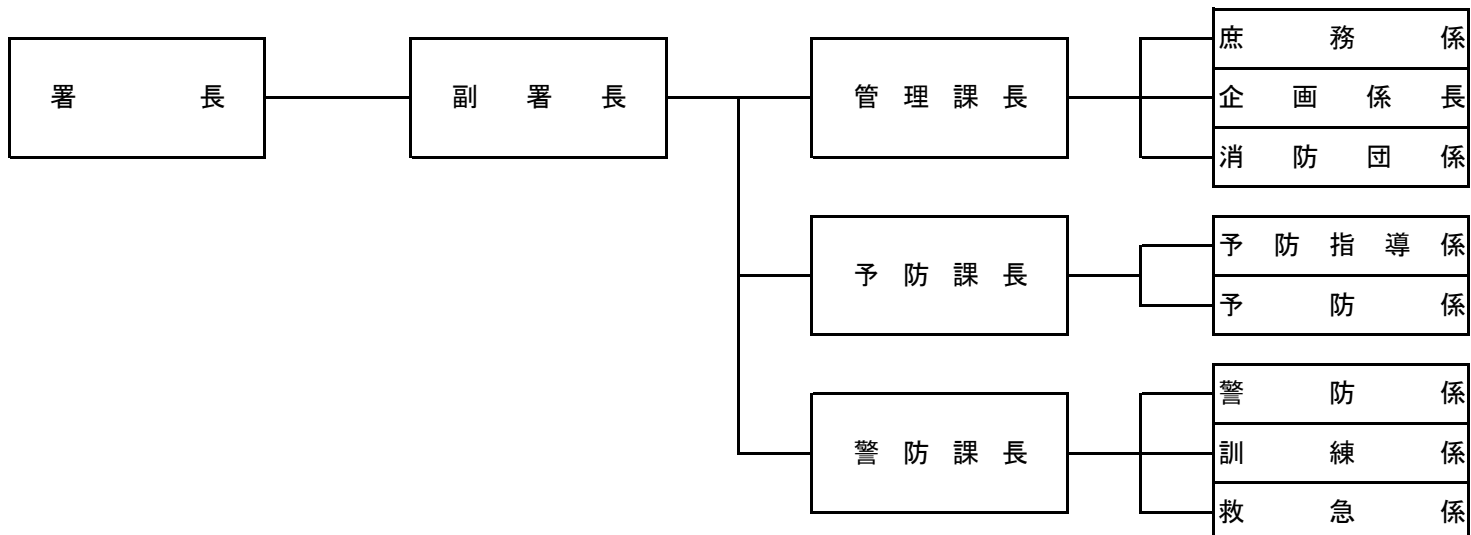 署長
副署長
管理課長
庶務係
企画係長
消防団係
予防課長
予防指導係
予防係
警防課長
警防係
訓練係
救急係